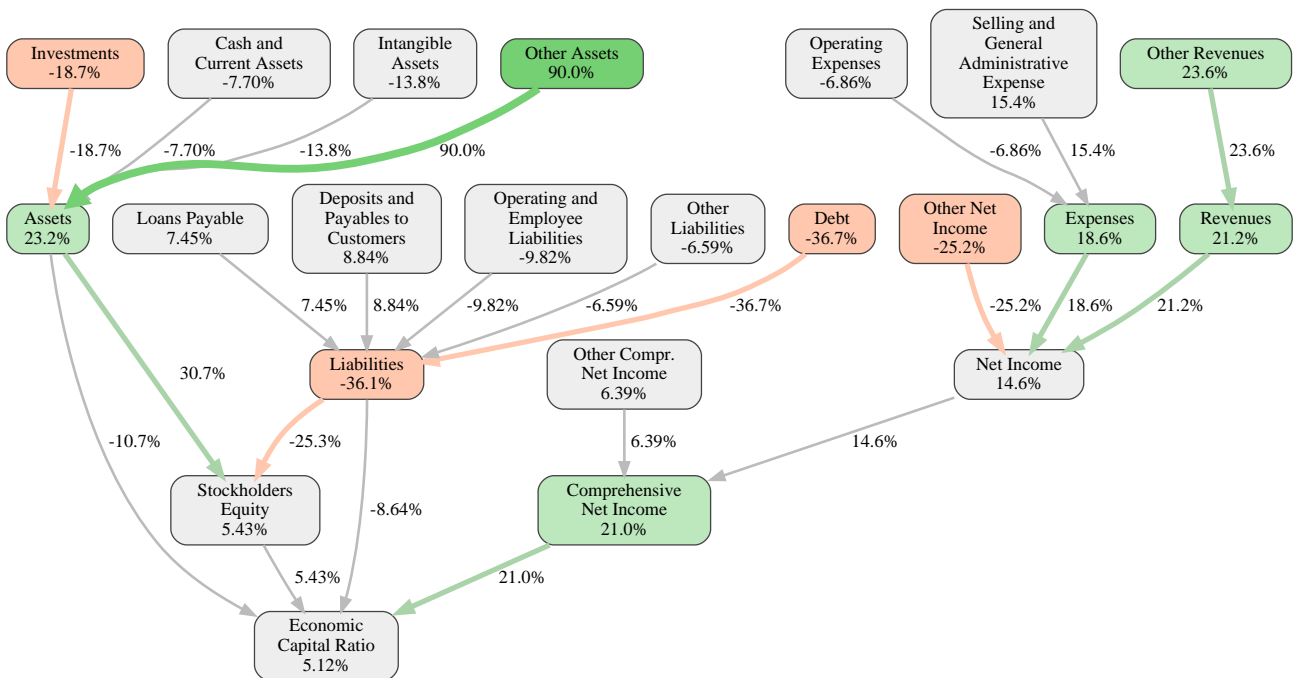 Investments
-18.7%
Cash and
Current Assets
-7.70%
Intangible
Assets
-13.8%
Other Assets
90.0%
Operating
Expenses
-6.86%
Selling and
General
Administrative
Expense
15.4%
Other Revenues
23.6%
-18.7%
-7.70%
-13.8%
90.0%
-6.86%
15.4%
23.6%
Assets
23.2%
Loans Payable
7.45%
Deposits and
Payables to
Customers
8.84%
Operating and
Employee
Liabilities
-9.82%
Other
Liabilities
-6.59%
Debt
-36.7%
Other Net
Income
-25.2%
Expenses
18.6%
Revenues
21.2%
7.45%
8.84%
-9.82%
-6.59%
-36.7%
-25.2%
18.6%
21.2%
30.7%
Liabilities
-36.1%
Other Compr.
Net Income
6.39%
Net Income
14.6%
-10.7%
-25.3%
6.39%
14.6%
Stockholders
Equity
5.43%
-8.64%
Comprehensive
Net Income
21.0%
5.43%
21.0%
Economic
Capital Ratio
5.12%